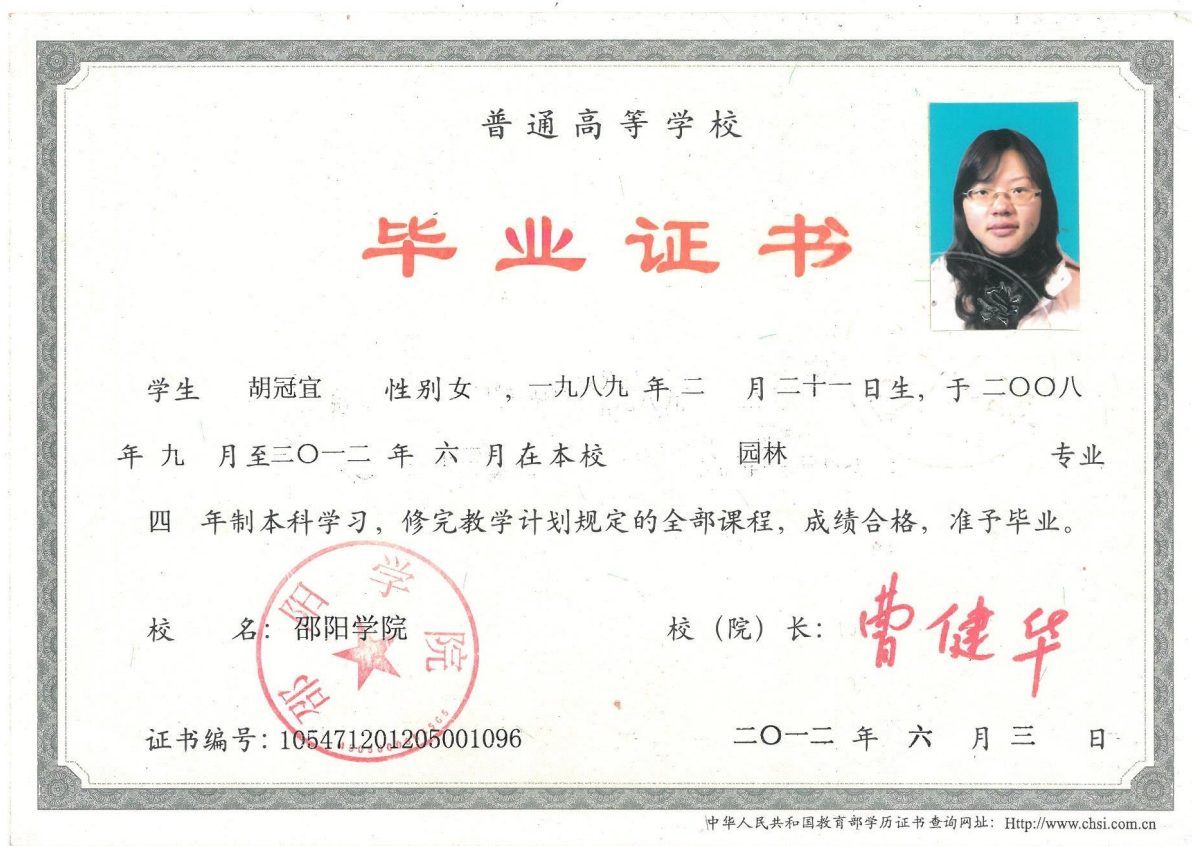 普通高等学校
毕业证书
学生 胡冠宜 性别女 ,一九八九 年 二 月二十一日生,于 二〇〇八
年 九 月至二〇一二 年 六 月在本校 园林 专业
四 年制本科学习,修完教学计划规定的全部课程,成绩合格,准予毕业。
校 名:邵阳学院 校(院)长:曹健华
邵阳学院
证书编号:105471201205001096 二〇一二 年 六 月 三 日
中华人民共和国教育部学历证书查询网址:Http://www.chsi.com.cn